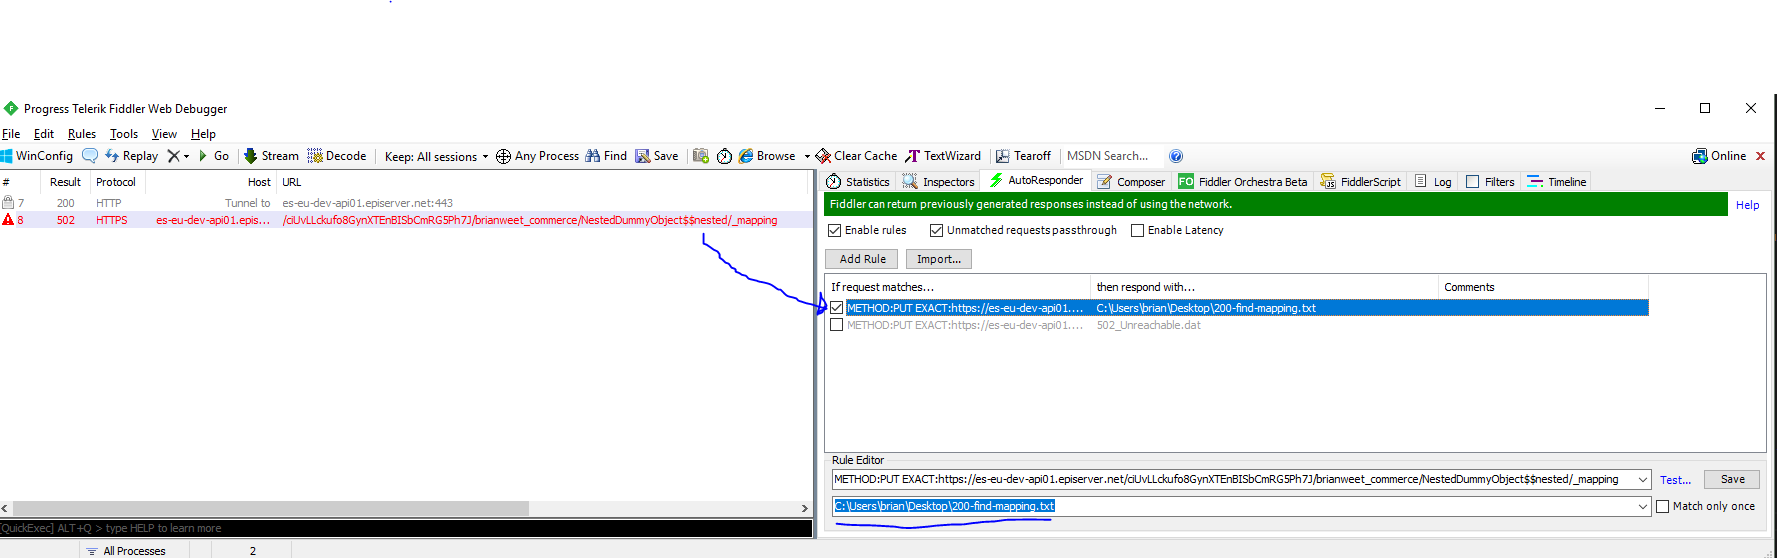 Progress Telerik Fiddler Web Debugger
File Edit Rules Tools View Help
WinConfig Replay Go Stream Decode Keep: All sessions Any Process Find Save Browse Clear Cache TextWizard Tearoff MSDN Search... Online
# Result Protocol Host URL
7 200 HTTP Tunnel to es-eu-dev-api01.episerver.net:443
8 502 HTTPS es-eu-dev-api01.epis... /ciUvLLckufo8GynXTEnBISbCmRG5Ph7J/brianweet_commerce/NestedDummyObject$$nested/_mapping
Statistics Inspectors AutoResponder Composer FO Fiddler Orchestra Beta FiddlerScript Log Filters Timeline
Fiddler can return previously generated responses instead of using the network. Help
Enable rules Unmatched requests passthrough Enable Latency
Add Rule Import...
If request matches... then respond with... Comments
METHOD:PUT EXACT:https://es-eu-dev-api01.... C:\Users\brian\Desktop\200-find-mapping.txt
METHOD:PUT EXACT:https://es-eu-dev-api01.... 502_Unreachable.dat
Rule Editor
METHOD:PUT EXACT:https://es-eu-dev-api01.episerver.net/ciUvLLckufo8GynXTEnBISbCmRG5Ph7J/brianweet_commerce/NestedDummyObject$$nested/_mapping Test... Save
C:\Users\brian\Desktop\200-find-mapping.txt Match only once
[QuickExec] ALT+Q > type HELP to learn more
All Processes 2